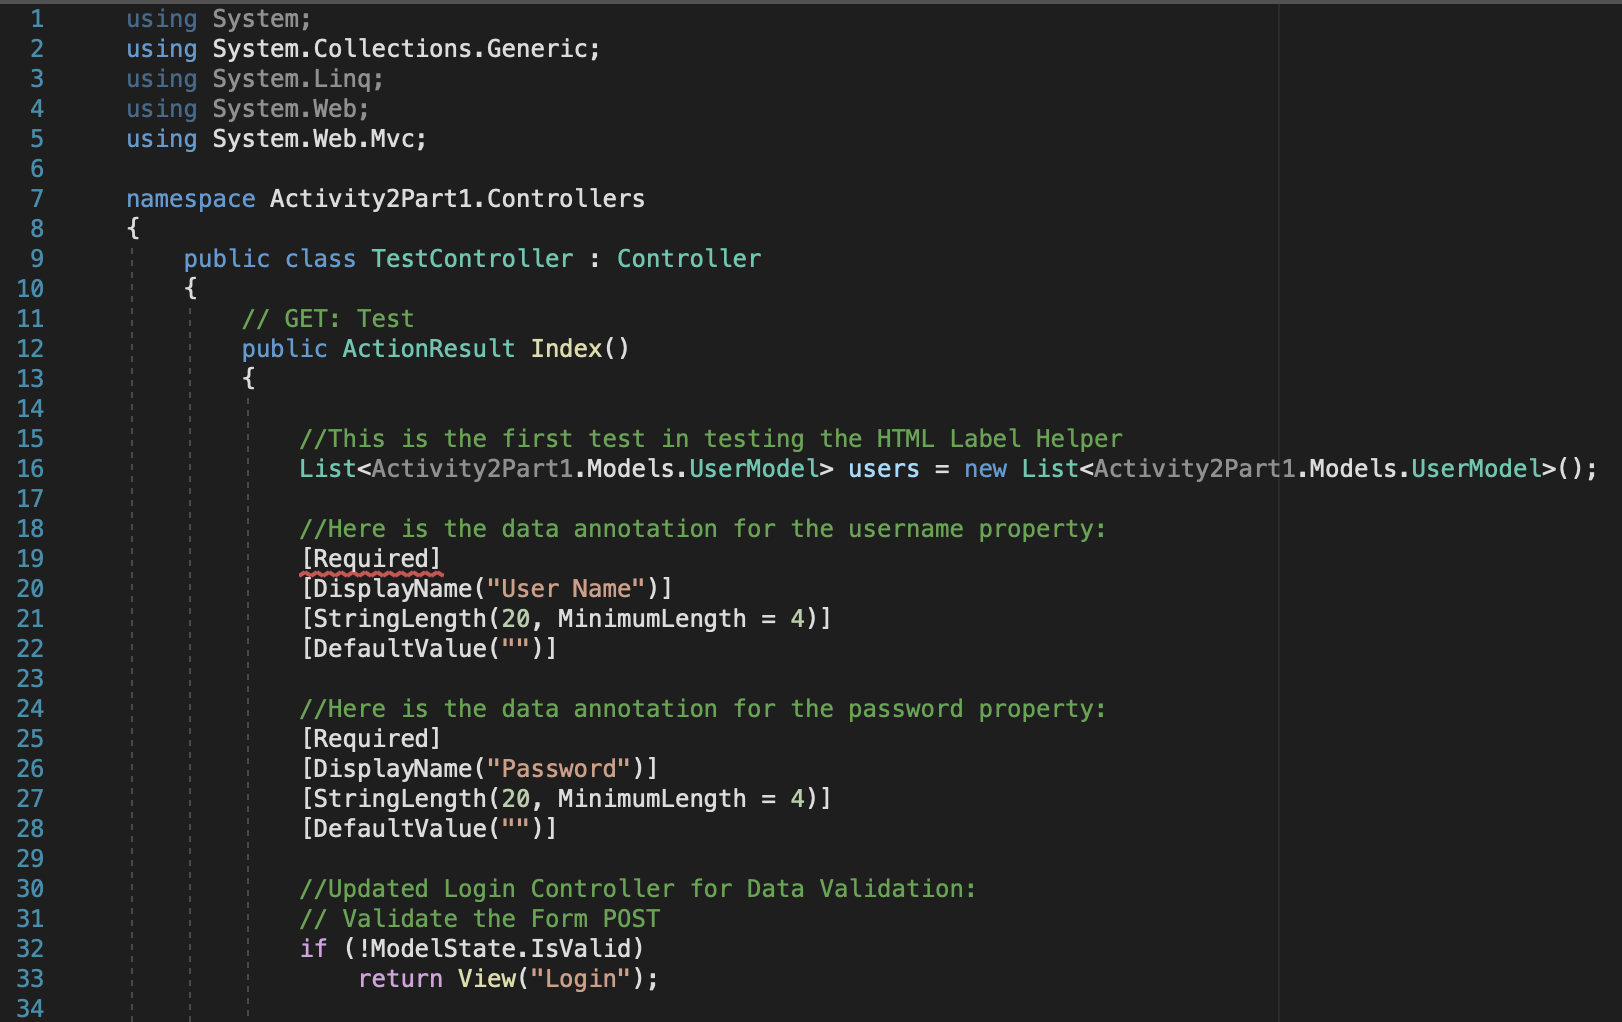 1 using System;
2 using System.Collections.Generic;
3 using System.Linq;
4 using System.Web;
5 using System.Web.Mvc;
6
7 namespace Activity2Part1.Controllers
8 {
9 public class TestController : Controller
10 {
11 // GET: Test
12 public ActionResult Index()
13 {
14
15 //This is the first test in testing the HTML Label Helper
16 List<Activity2Part1.Models.UserModel> users = new List<Activity2Part1.Models.UserModel>();
17
18 //Here is the data annotation for the username property:
19 [Required]
20 [DisplayName("User Name")]
21 [StringLength(20, MinimumLength = 4)]
22 [DefaultValue("")]
23
24 //Here is the data annotation for the password property:
25 [Required]
26 [DisplayName("Password")]
27 [StringLength(20, MinimumLength = 4)]
28 [DefaultValue("")]
29
30 //Updated Login Controller for Data Validation:
31 // Validate the Form POST
32 if (!ModelState.IsValid)
33 return View("Login");
34